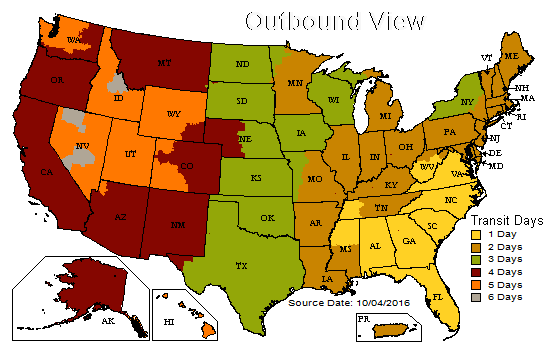 Outbound View
WA
MT
ND
MN
VT
ME
OR
ID
SD
WI
MI
NY
NH
MA
RI
CT
WY
NE
IA
PA
NJ
NV
UT
CO
IL
IN
OH
DE
MD
CA
KS
MO
KY
WV
VA
AZ
NM
OK
AR
TN
NC
SC
TX
LA
MS
AL
GA
FL
AK
HI
PR
Transit Days
1 Day
2 Days
3 Days
4 Days
5 Days
6 Days
Source Date: 10/04/2016